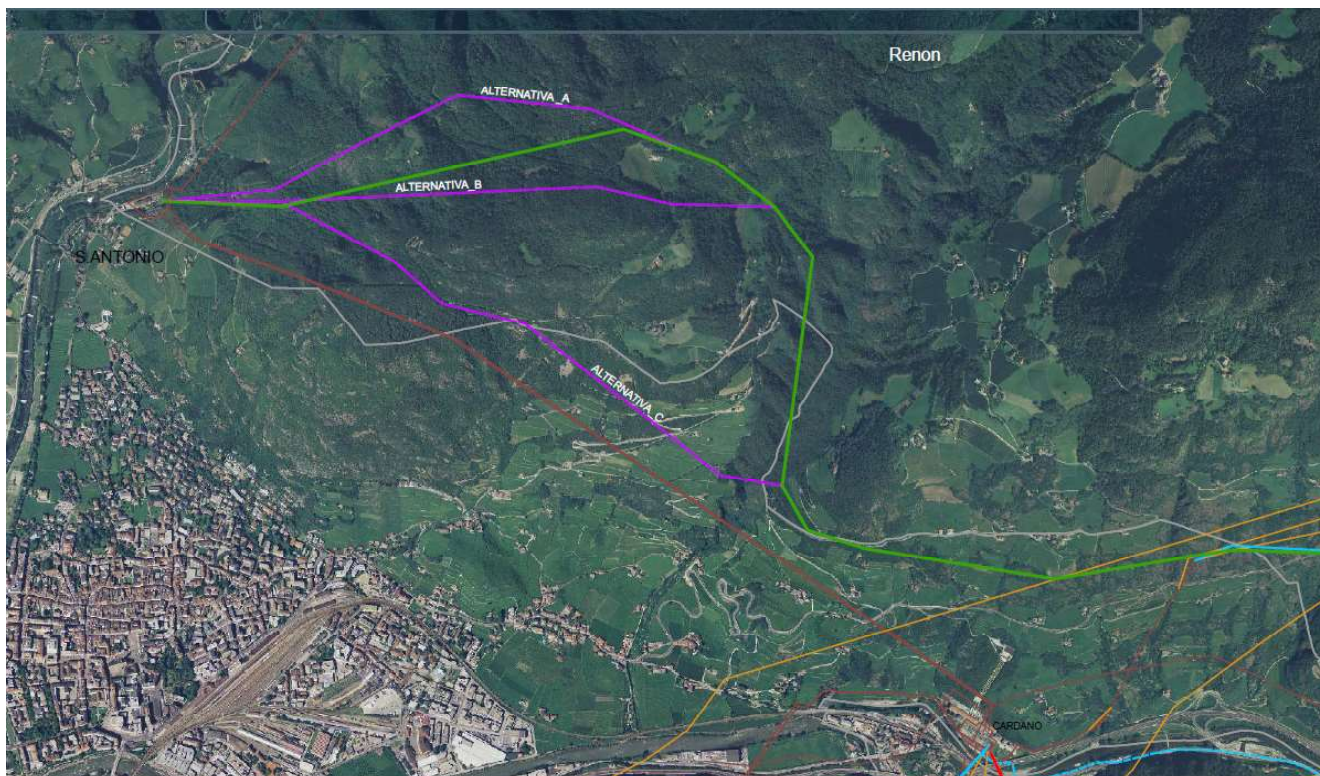 Renon
ALTERNATIVA_A
ALTERNATIVA_B
S.ANTONIO
ALTERNATIVA_C
CARDANO